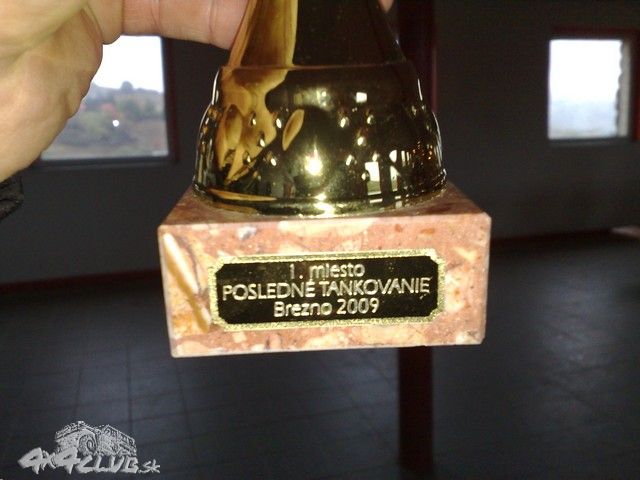 1. miesto
POSLEDNÉ TANKOVANIE
Brezno 2009
4x4CLUB.sk